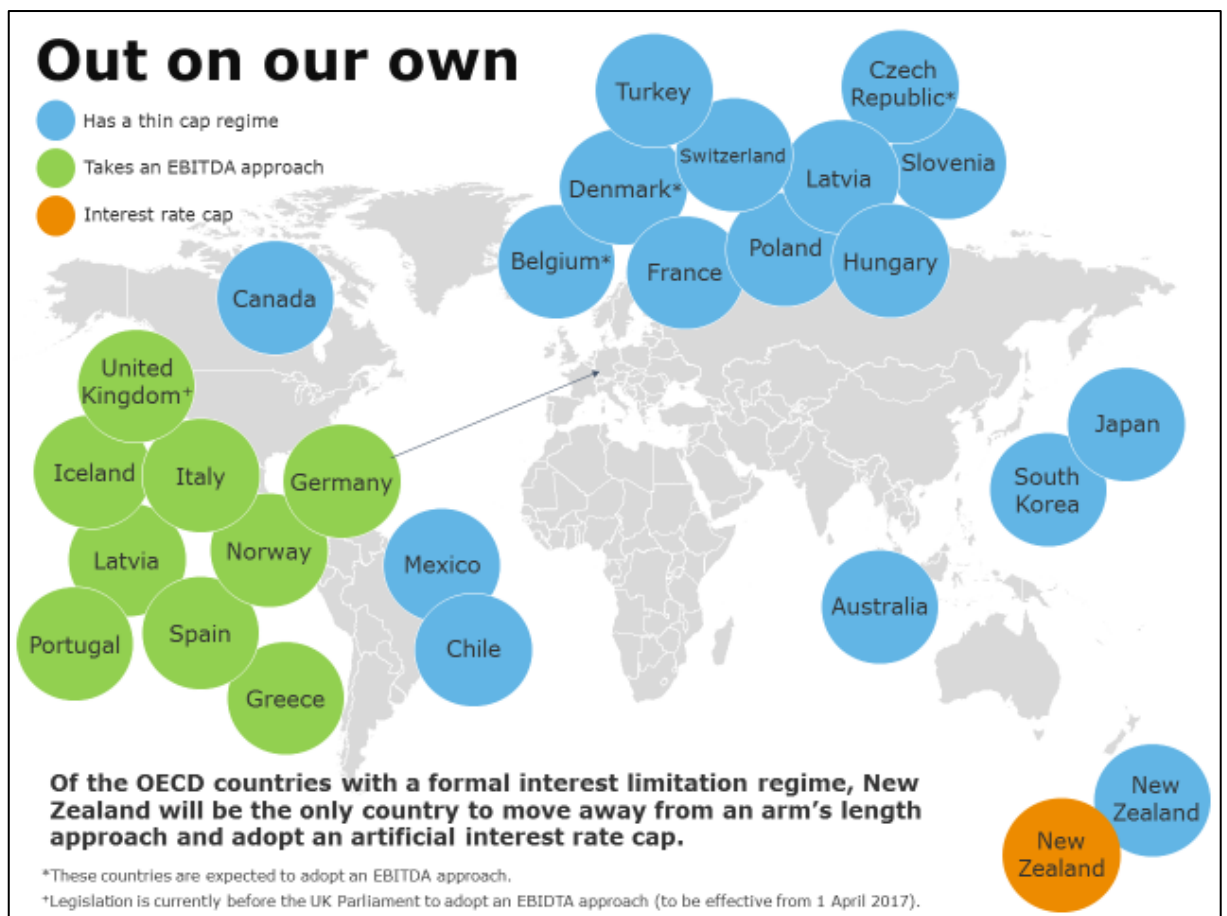 Out on our own
Has a thin cap regime
Takes an EBITDA approach
Interest rate cap
Turkey
Czech
Republic*
Switzerland
Slovenia
Denmark*
Latvia
Belgium*
France
Poland
Hungary
Canada
United
Kingdom⁺
Iceland
Italy
Germany
Latvia
Norway
Portugal
Spain
Greece
Mexico
Chile
Japan
South
Korea
Australia
New
Zealand
New
Zealand
Of the OECD countries with a formal interest limitation regime, New
Zealand will be the only country to move away from an arm's length
approach and adopt an artificial interest rate cap.
*These countries are expected to adopt an EBITDA approach.
⁺Legislation is currently before the UK Parliament to adopt an EBIDTA approach (to be effective from 1 April 2017).